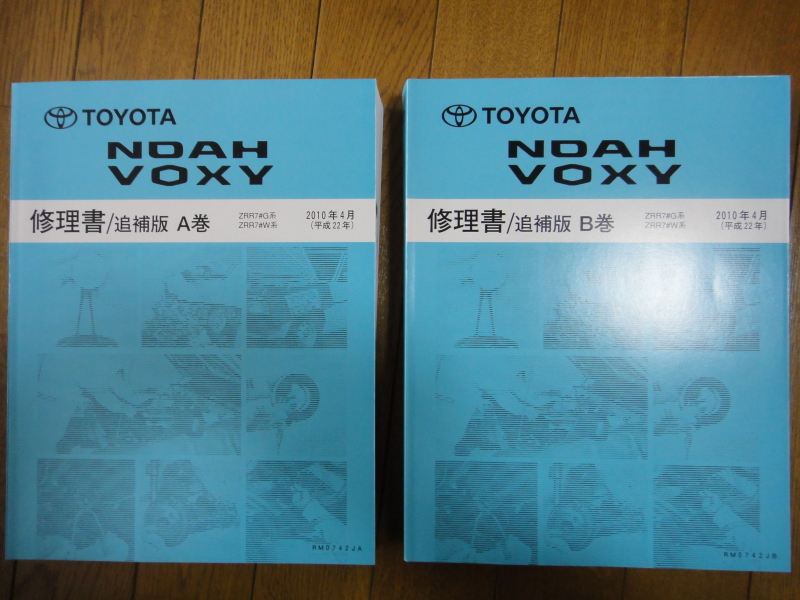 TOYOTA
NOAH
VOXY
修理書/追補版 A巻
ZRR7#G系
ZRR7#W系
2010年4月
(平成22年)
RM0742JA
TOYOTA
NOAH
VOXY
修理書/追補版 B巻
ZRR7#G系
ZRR7#W系
2010年4月
(平成22年)
RM0742JB